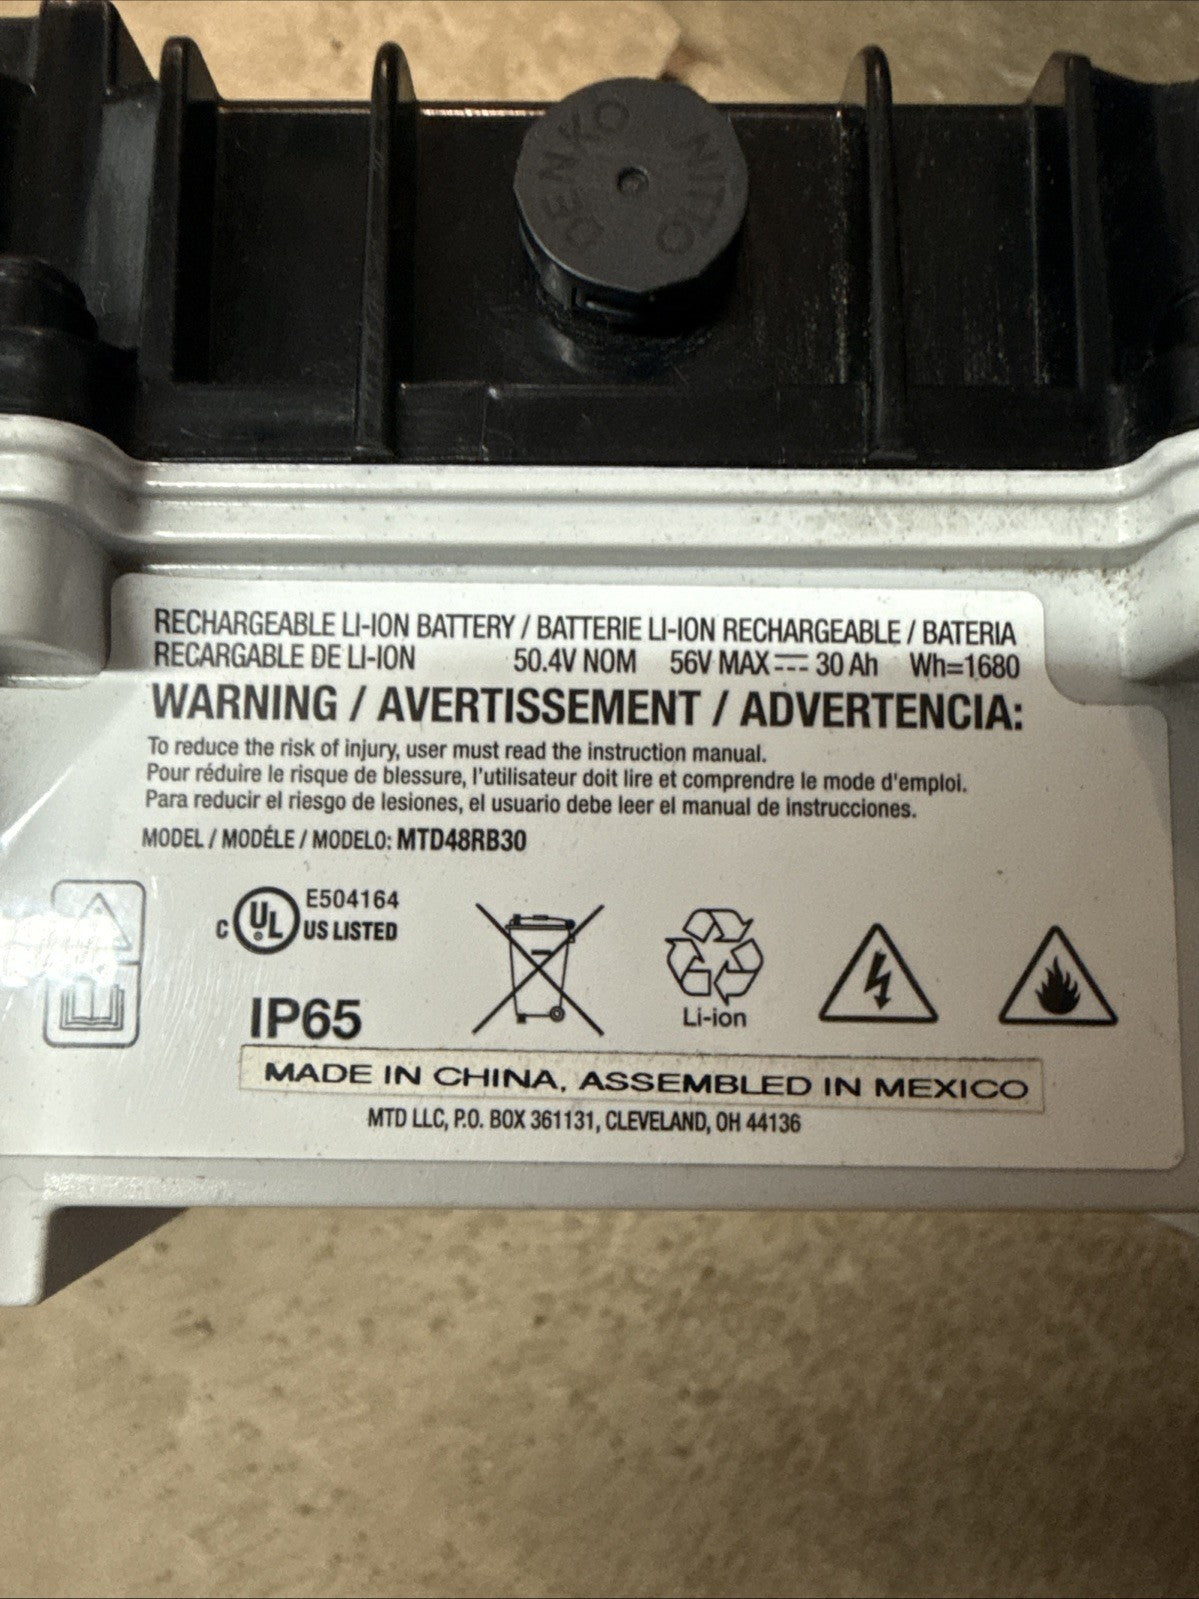 NITTO DENKO
RECHARGEABLE LI-ION BATTERY / BATTERIE LI-ION RECHARGEABLE / BATERIA
RECARGABLE DE LI-ION 50.4V NOM 56V MAX 30 Ah Wh=1680
WARNING / AVERTISSEMENT / ADVERTENCIA:
To reduce the risk of injury, user must read the instruction manual.
Pour réduire le risque de blessure, l'utilisateur doit lire et comprendre le mode d'emploi.
Para reducir el riesgo de lesiones, el usuario debe leer el manual de instrucciones.
MODEL / MODÉLE / MODELO: MTD48RB30
E504164
C UL US LISTED
IP65
Li-ion
MADE IN CHINA, ASSEMBLED IN MEXICO
MTD LLC, P.O. BOX 361131, CLEVELAND, OH 44136